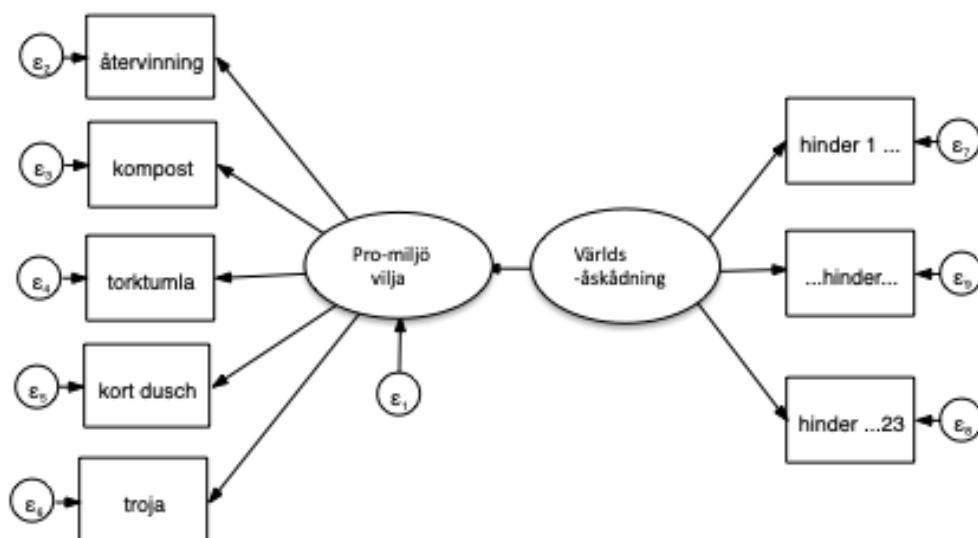 ε2
återvinning
ε3
kompost
ε4
torktumla
ε5
kort dusch
ε6
troja
Pro-miljö
vilja
ε1
Världs
-åskådning
hinder 1 ...
ε7
...hinder...
ε9
hinder ...23
ε8